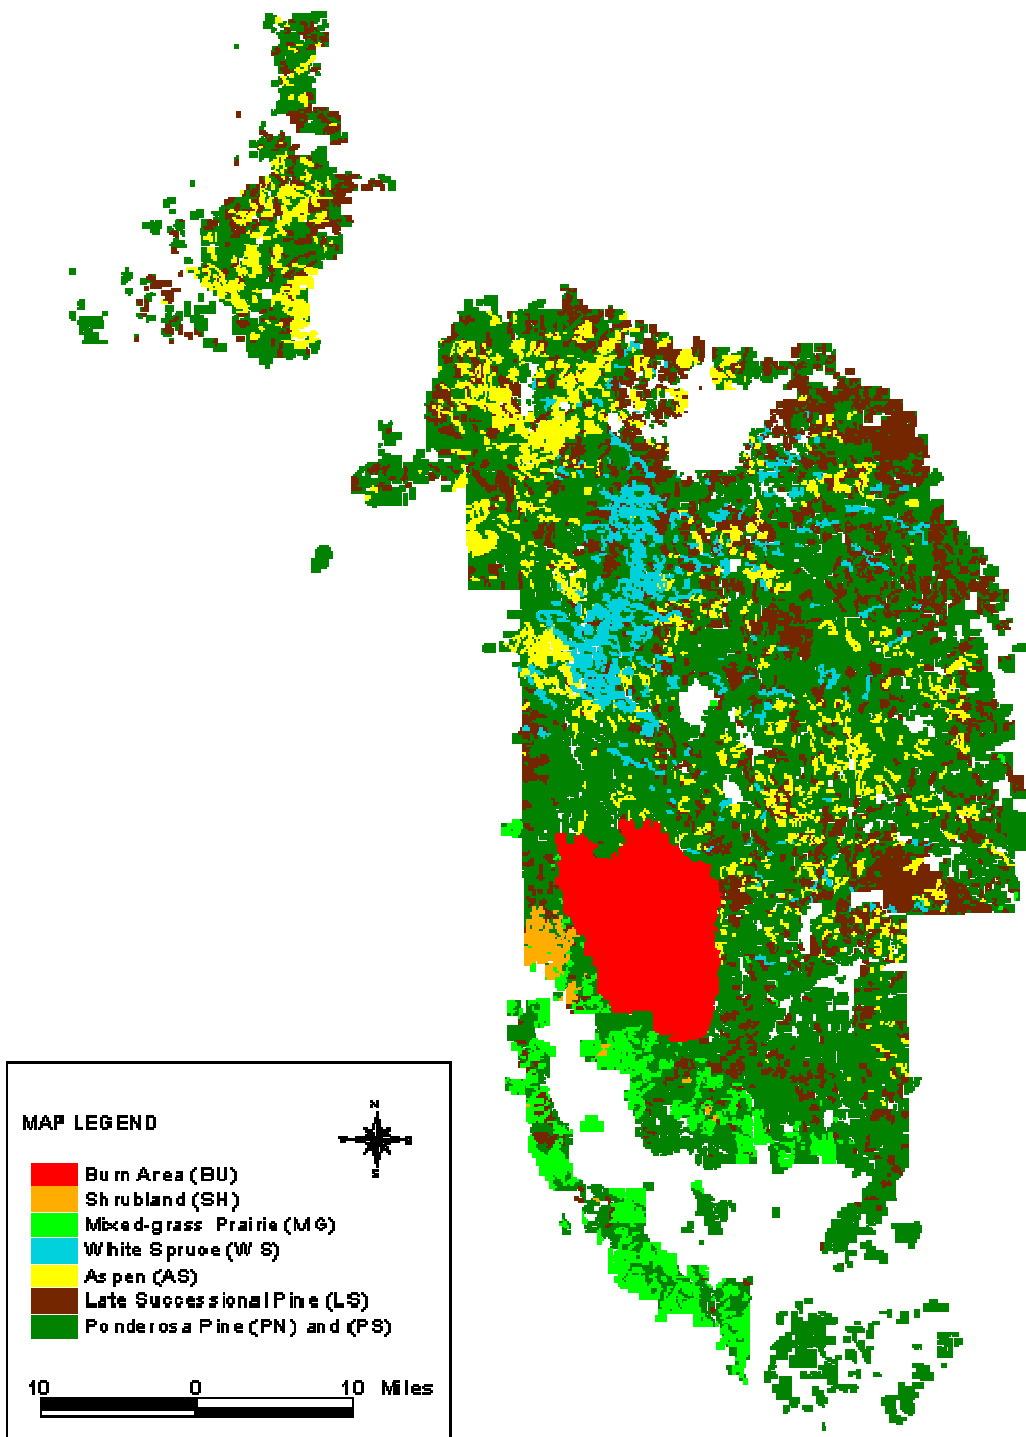 N
S
MAP LEGEND
Burn Area (BU)
Shrubland (SH)
Mixed-grass Prairie (MG)
White Spruce (WS)
Aspen (AS)
Late Successional Pine (LS)
Ponderosa Pine (PN) and (PS)
10 0 10 Miles